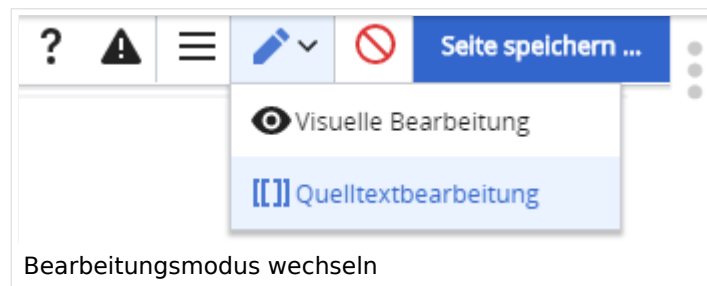 ? Seite speichern ...
Visuelle Bearbeitung
[[ ]] Quelltextbearbeitung
Bearbeitungsmodus wechseln